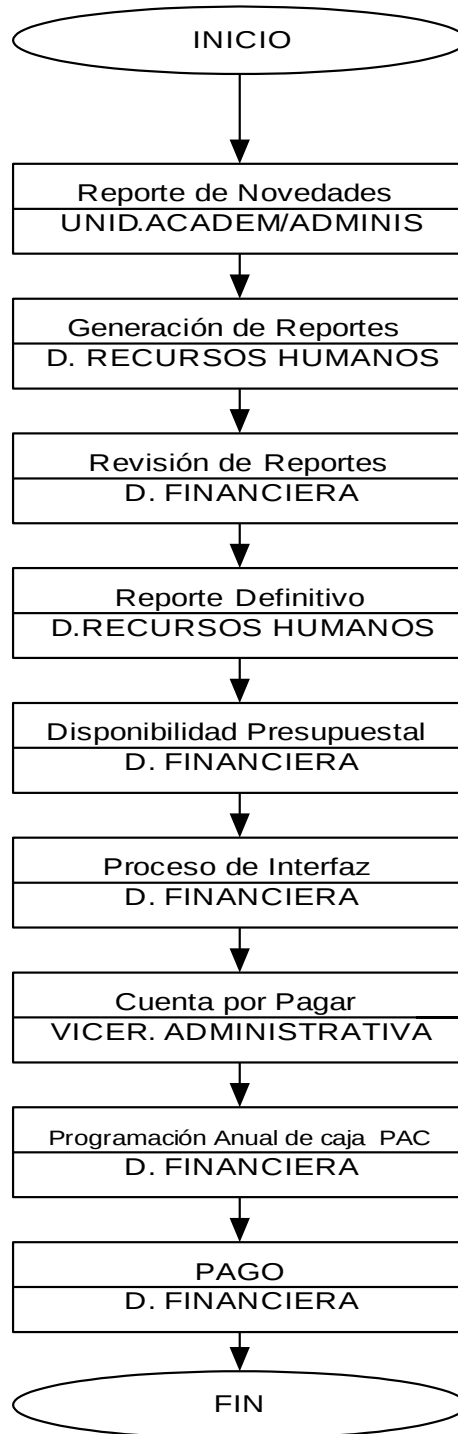 INICIO
Reporte de Novedades
UNID.ACADEM/ADMINIS
Generación de Reportes
D. RECURSOS HUMANOS
Revisión de Reportes
D. FINANCIERA
Reporte Definitivo
D.RECURSOS HUMANOS
Disponibilidad Presupuestal
D. FINANCIERA
Proceso de Interfaz
D. FINANCIERA
Cuenta por Pagar
VICER. ADMINISTRATIVA
Programación Anual de caja PAC
D. FINANCIERA
PAGO
D. FINANCIERA
FIN